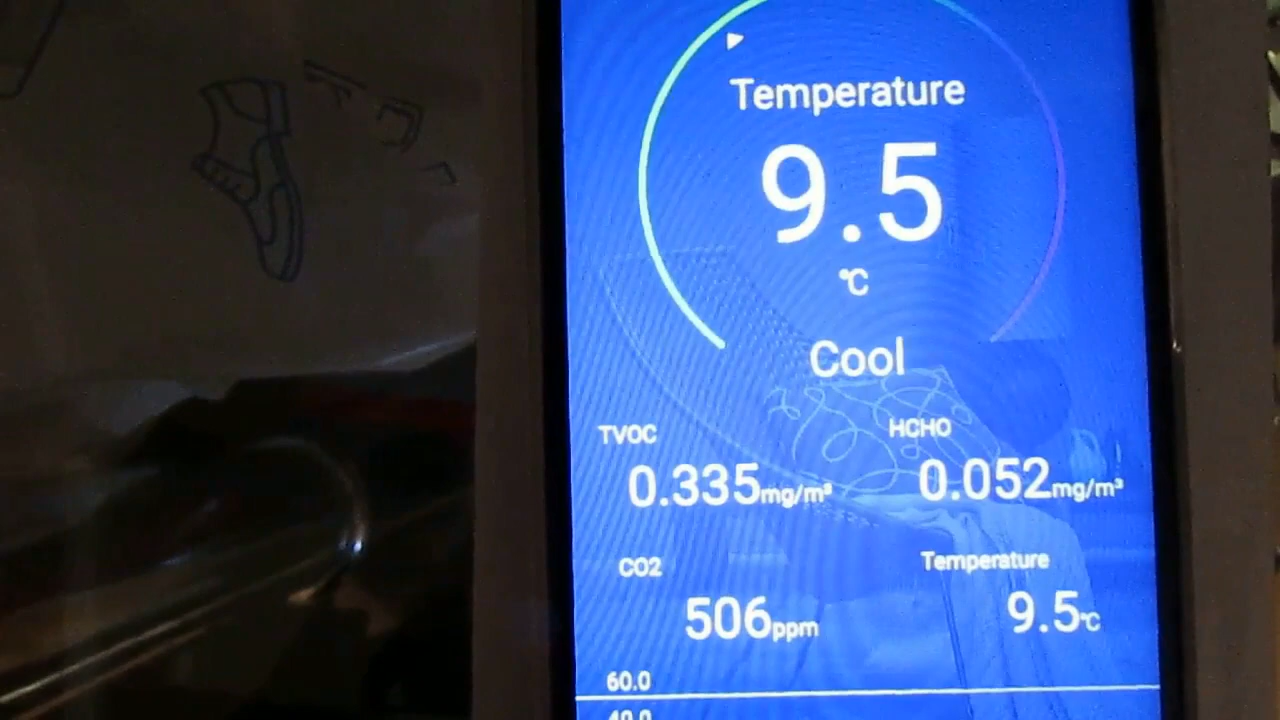 Temperature
9.5
℃
Cool
TVOC
0.335mg/m³
HCHO
0.052mg/m³
CO2
506ppm
Temperature
9.5℃
60.0
40.0